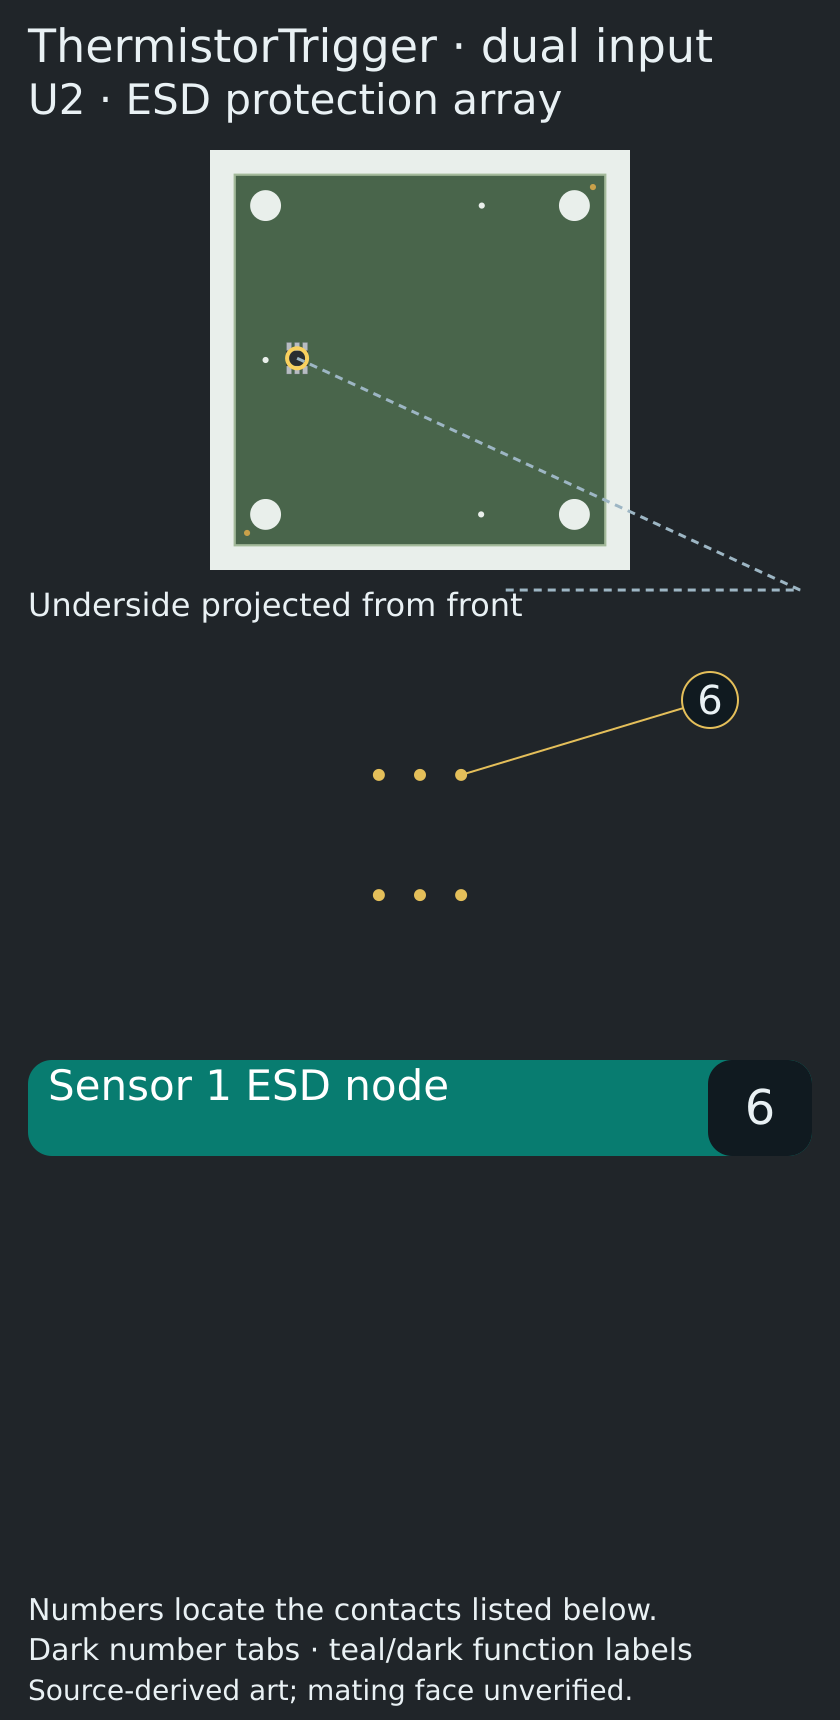 ThermistorTrigger · dual input
U2 · ESD protection array
Underside projected from front
6
Sensor 1 ESD node
6
Numbers locate the contacts listed below.
Dark number tabs · teal/dark function labels
Source-derived art; mating face unverified.